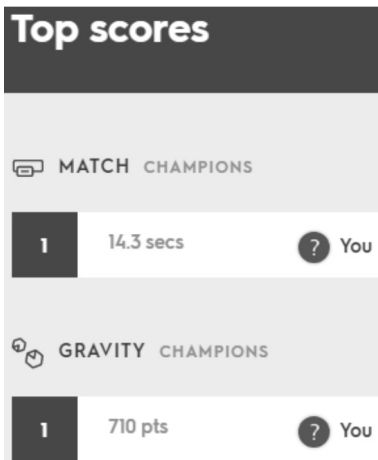 Top scores
MATCH CHAMPIONS
1 14.3 secs ? You
GRAVITY CHAMPIONS
1 710 pts ? You